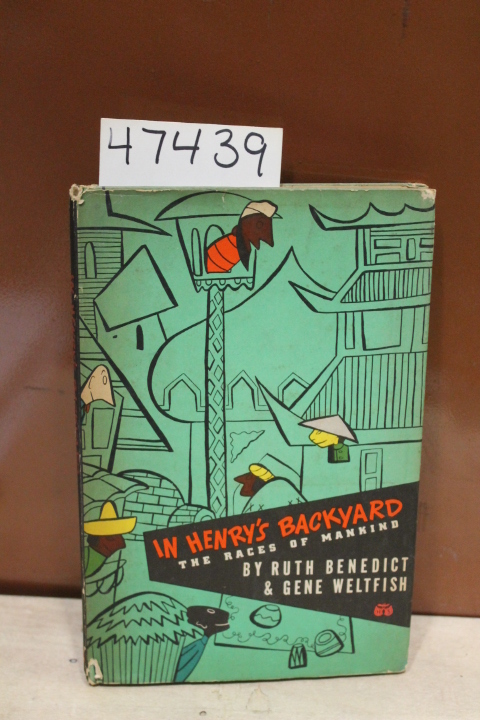 47439
IN HENRY'S BACKYARD
THE RACES OF MANKIND
BY RUTH BENEDICT
& GENE WELTFISH